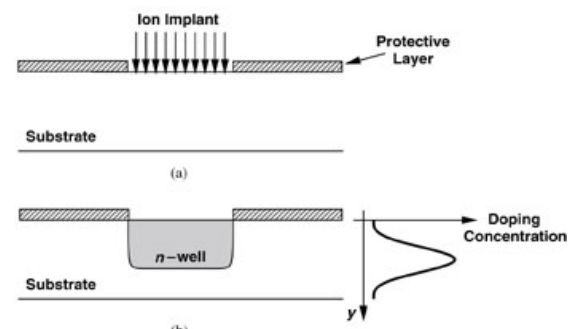 Ion Implant
Protective
Layer
Substrate
(a)
n-well
Doping
Concentration
Substrate
y
(b)